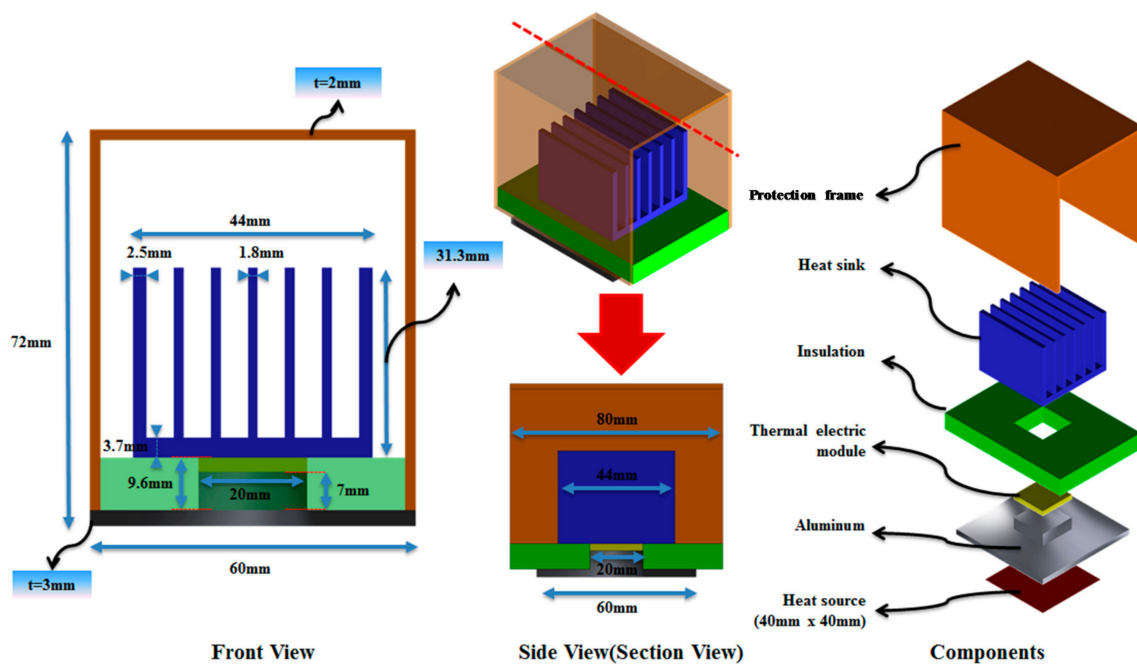 t=2mm
44mm
2.5mm
1.8mm
31.3mm
72mm
3.7mm
9.6mm
20mm
7mm
60mm
t=3mm
Front View
80mm
44mm
20mm
60mm
Side View(Section View)
Protection frame
Heat sink
Insulation
Thermal electric
module
Aluminum
Heat source
(40mm x 40mm)
Components